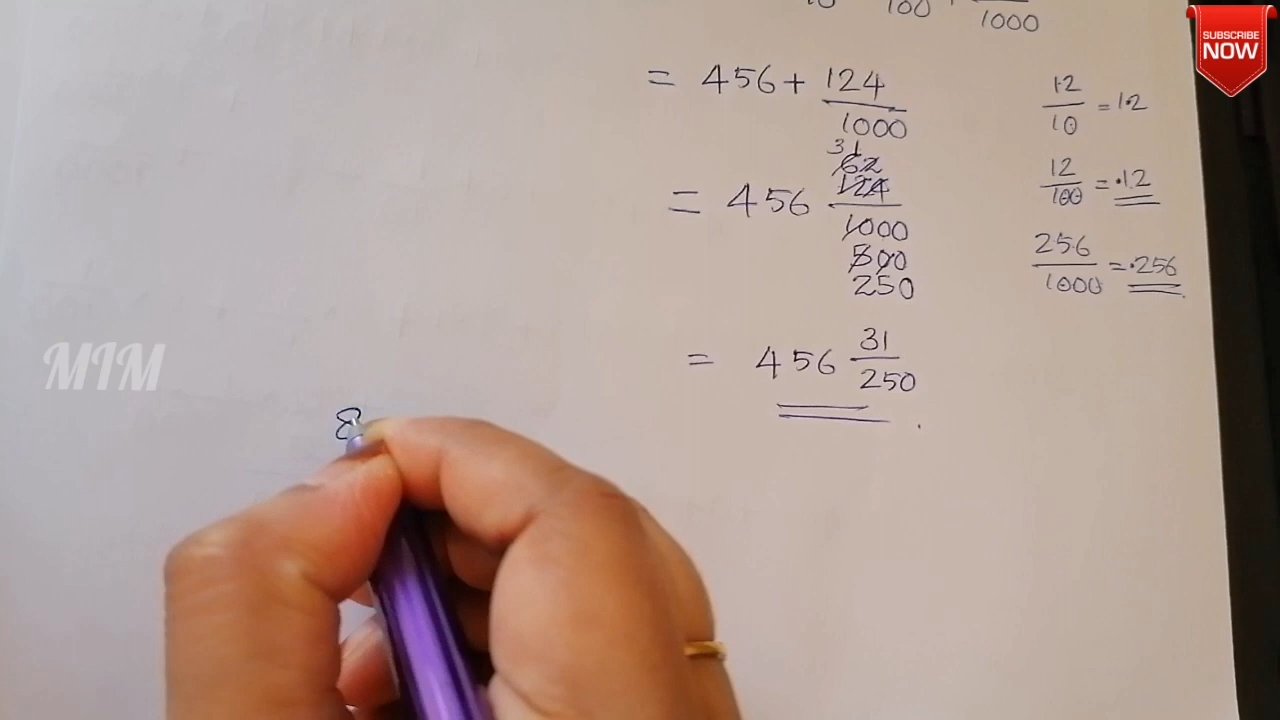 10 100 + 1000
= 456 + 124/1000
12/10 = 1.2
31
62
= 456 124/1000
500
250
12/100 = .12
256/1000 = .256
= 456 31/250
8
MIM
SUBSCRIBE
NOW